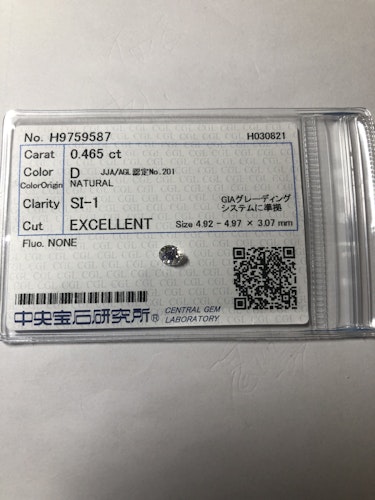 No. H9759587 H030821
Carat 0.465 ct
Color D JJA/AGL認定No.201
ColorOrigin NATURAL
Clarity SI-1 GIAグレーディング
システムに準拠
Cut EXCELLENT Size 4.92 - 4.97 × 3.07 mm
Fluo. NONE
中央宝石研究所® CENTRAL GEM
LABORATORY